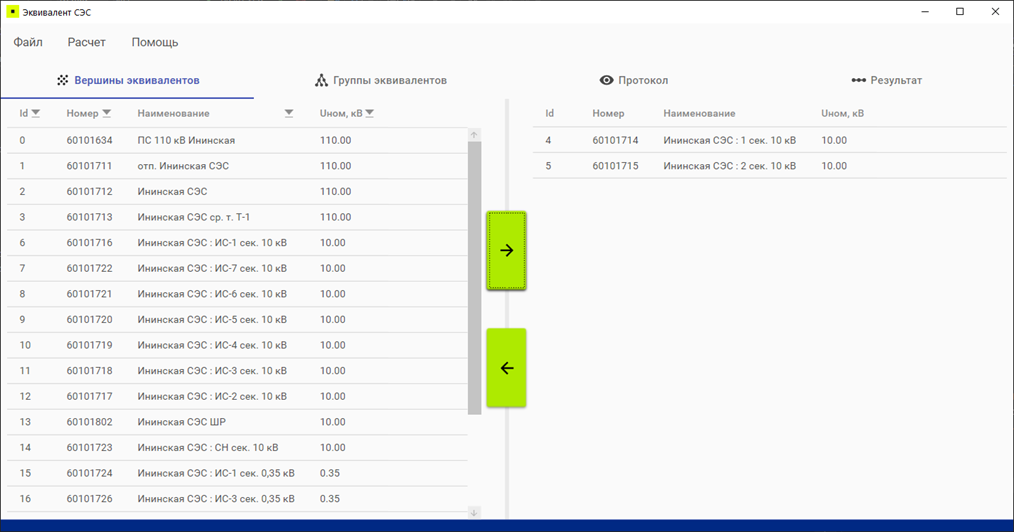 Эквивалент СЭС
Файл Расчет Помощь
Вершины эквивалентов Группы эквивалентов Протокол Результат
Id Номер Наименование Uном, кВ Id Номер Наименование Uном, кВ
0 60101634 ПС 110 кВ Ининская 110.00 4 60101714 Ининская СЭС : 1 сек. 10 кВ 10.00
1 60101711 отп. Ининская СЭС 110.00 5 60101715 Ининская СЭС : 2 сек. 10 кВ 10.00
2 60101712 Ининская СЭС 110.00
3 60101713 Ининская СЭС ср. т. Т-1 110.00
6 60101716 Ининская СЭС : ИС-1 сек. 10 кВ 10.00
7 60101722 Ининская СЭС : ИС-7 сек. 10 кВ 10.00
8 60101721 Ининская СЭС : ИС-6 сек. 10 кВ 10.00
9 60101720 Ининская СЭС : ИС-5 сек. 10 кВ 10.00
10 60101719 Ининская СЭС : ИС-4 сек. 10 кВ 10.00
11 60101718 Ининская СЭС : ИС-3 сек. 10 кВ 10.00
12 60101717 Ининская СЭС : ИС-2 сек. 10 кВ 10.00
13 60101802 Ининская СЭС ШР 10.00
14 60101723 Ининская СЭС : СН сек. 10 кВ 10.00
15 60101724 Ининская СЭС : ИС-1 сек. 0,35 кВ 0.35
16 60101726 Ининская СЭС : ИС-3 сек. 0,35 кВ 0.35